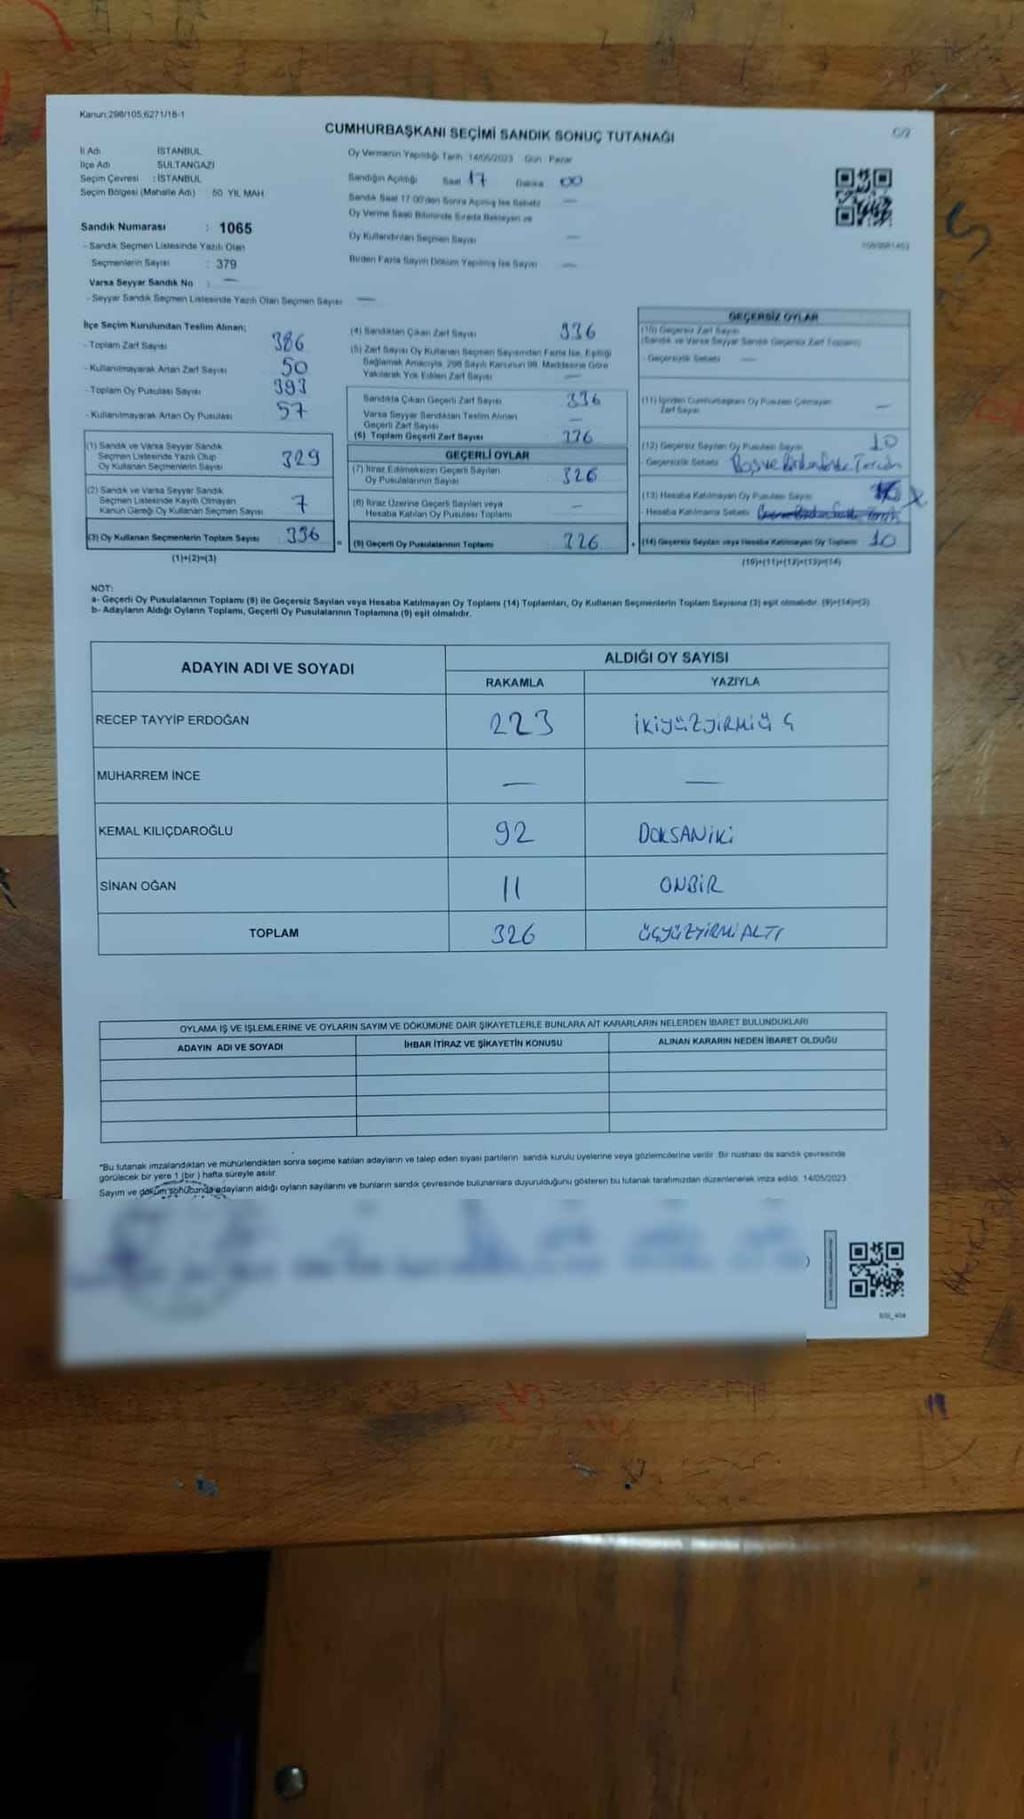 Kanun:298/105,6271/18-1
CUMHURBAŞKANI SEÇİMİ SANDIK SONUÇ TUTANAĞI
İl Adı : İSTANBUL
İlçe Adı : SULTANGAZİ
Seçim Çevresi : İSTANBUL
Seçim Bölgesi (Mahalle Adı) : 50. YIL MAH.
Oy Vermenin Yapıldığı Tarih 14/05/2023 Gün Pazar
Sandığın Açıldığı Saat 17 Dakika 00
Sandık Saat 17:00'den Sonra Açılmış İse Sebebi —
Oy Verme Saati Bitiminde Sırada Bekleyen ve
Oy Kullandırılan Seçmen Sayısı —
Birden Fazla Sayım Döküm Yapılmış İse Sayısı —
Sandık Numarası : 1065
- Sandık Seçmen Listesinde Yazılı Olan
Seçmenlerin Sayısı : 379
Varsa Seyyar Sandık No : —
- Seyyar Sandık Seçmen Listesinde Yazılı Olan Seçmen Sayısı —
İlçe Seçim Kurulundan Teslim Alınan;
- Toplam Zarf Sayısı 386
- Kullanılmayarak Artan Zarf Sayısı 50
- Toplam Oy Pusulası Sayısı 393
- Kullanılmayarak Artan Oy Pusulası 57
(1) Sandık ve Varsa Seyyar Sandık
Seçmen Listesinde Yazılı Olup
Oy Kullanan Seçmenlerin Sayısı 329
(2) Sandık ve Varsa Seyyar Sandık
Seçmen Listesinde Kayıtlı Olmayan
Kanun Gereği Oy Kullanan Seçmen Sayısı 7
(3) Oy Kullanan Seçmenlerin Toplam Sayısı 336
(1)+(2)=(3)
(4) Sandıktan Çıkan Zarf Sayısı 336
(5) Zarf Sayısı Oy Kullanan Seçmen Sayısından Fazla İse, Eşitliği
Sağlamak Amacıyla, 298 Sayılı Kanunun 98. Maddesine Göre
Yakılarak Yok Edilen Zarf Sayısı —
Sandıkta Çıkan Geçerli Zarf Sayısı 336
Varsa Seyyar Sandıktan Teslim Alınan
Geçerli Zarf Sayısı —
(6) Toplam Geçerli Zarf Sayısı 336
GEÇERLİ OYLAR
(7) İtiraz Edilmeksizin Geçerli Sayılan
Oy Pusulalarının Sayısı 326
(8) İtiraz Üzerine Geçerli Sayılan veya
Hesaba Katılan Oy Pusulası Toplamı —
(9) Geçerli Oy Pusulalarının Toplamı 326
GEÇERSİZ OYLAR
(10) Geçersiz Zarf Sayısı
(Sandık ve Varsa Seyyar Sandık Geçersiz Zarf Toplamı)
- Geçersizlik Sebebi —
(11) İçinden Cumhurbaşkanı Oy Pusulası Çıkmayan
Zarf Sayısı —
(12) Geçersiz Sayılan Oy Pusulası Sayısı 10
- Geçersizlik Sebebi Boş ve Birden Fazla Tercih
(13) Hesaba Katılmayan Oy Pusulası Sayısı
- Hesaba Katılmama Sebebi
(14) Geçersiz Sayılan veya Hesaba Katılmayan Oy Toplamı 10
(10)+(11)+(12)+(13)=(14)
NOT:
a- Geçerli Oy Pusulalarının Toplamı (9) ile Geçersiz Sayılan veya Hesaba Katılmayan Oy Toplamı (14) Toplamları, Oy Kullanan Seçmenlerin Toplam Sayısına (3) eşit olmalıdır. (9)+(14)=(3)
b- Adayların Aldığı Oyların Toplamı, Geçerli Oy Pusulalarının Toplamına (9) eşit olmalıdır.
ADAYIN ADI VE SOYADI
ALDIĞI OY SAYISI
RAKAMLA YAZIYLA
RECEP TAYYİP ERDOĞAN 223 İKİYÜZYİRMİÜÇ
MUHARREM İNCE — —
KEMAL KILIÇDAROĞLU 92 DOKSANİKİ
SİNAN OĞAN 11 ONBİR
TOPLAM 326 ÜÇYÜZYİRMİALTI
OYLAMA İŞ VE İŞLEMLERİNE VE OYLARIN SAYIM VE DÖKÜMÜNE DAİR ŞİKAYETLERLE BUNLARA AİT KARARLARIN NELERDEN İBARET BULUNDUKLARI
ADAYIN ADI VE SOYADI İHBAR İTİRAZ VE ŞİKAYETİN KONUSU ALINAN KARARIN NEDEN İBARET OLDUĞU
*Bu tutanak imzalandıktan ve mühürlendikten sonra seçime katılan adayların ve talep eden siyasi partilerin sandık kurulu üyelerine veya gözlemcilerine verilir. Bir nüshası da sandık çevresinde
görülecek bir yere 1 (bir) hafta süreyle asılır.
Sayım ve döküm sonucunda adayların aldığı oyların sayılarını ve bunların sandık çevresinde bulunanlara duyurulduğunu gösteren bu tutanak tarafımızdan düzenlenerek imza edildi. 14/05/2023